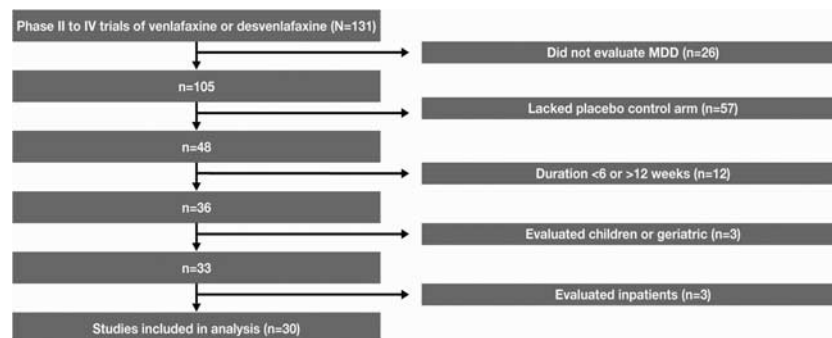 Phase II to IV trials of venlafaxine or desvenlafaxine (N=131)
Did not evaluate MDD (n=26)
n=105
Lacked placebo control arm (n=57)
n=48
Duration <6 or >12 weeks (n=12)
n=36
Evaluated children or geriatric (n=3)
n=33
Evaluated inpatients (n=3)
Studies included in analysis (n=30)